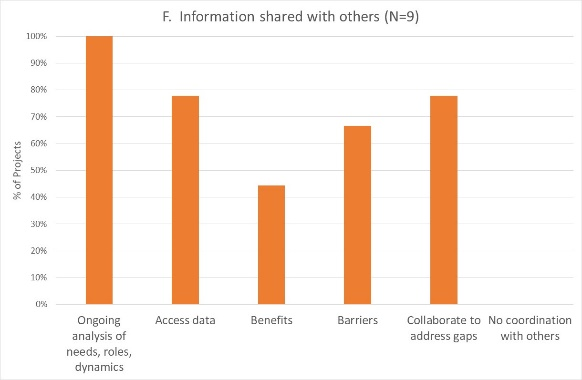 F. Information shared with others (N=9)
100%
90%
80%
70%
60%
50%
40%
30%
20%
10%
0%
% of Projects
Ongoing
analysis of
needs, roles,
dynamics
Access data
Benefits
Barriers
Collaborate to
address gaps
No coordination
with others